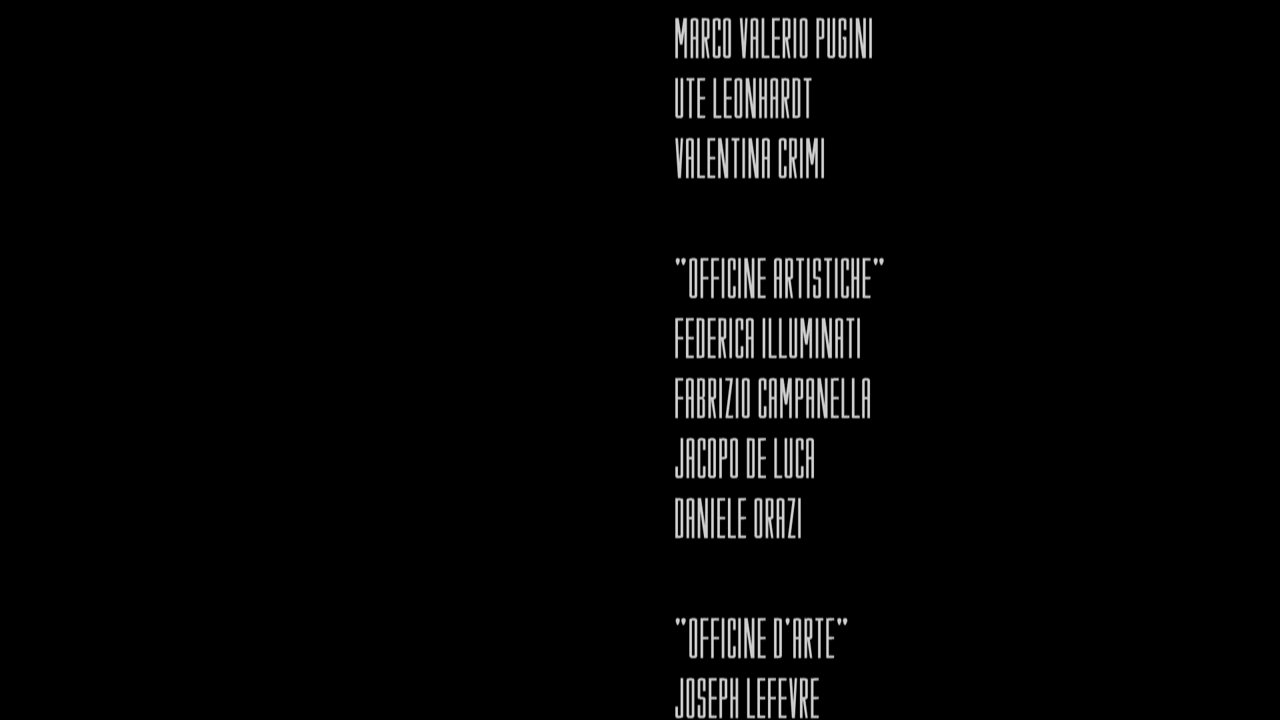 MARCO VALERIO PUGINI
UTE LEONHARDT
VALENTINA CRIMI
"OFFICINE ARTISTICHE"
FEDERICA ILLUMINATI
FABRIZIO CAMPANELLA
JACOPO DE LUCA
DANIELE ORAZI
"OFFICINE D'ARTE"
JOSEPH LEFEVRE